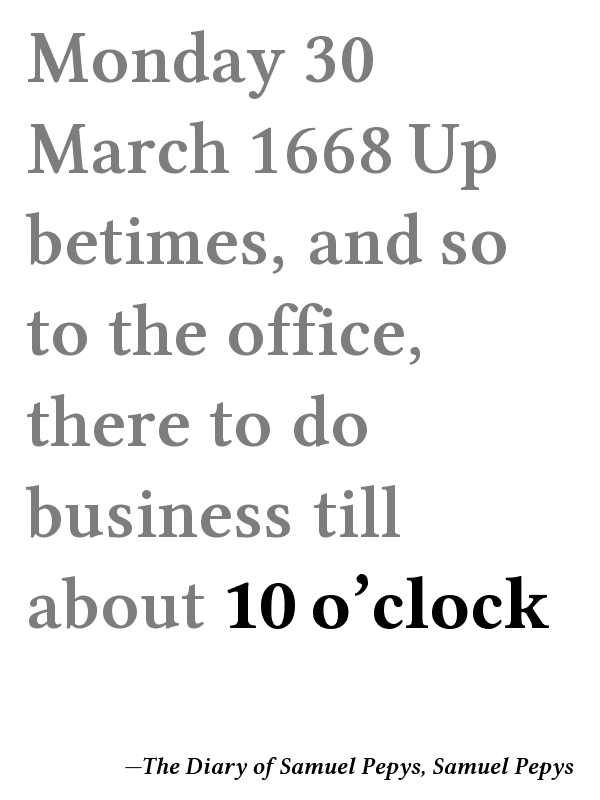 Monday 30
March 1668 Up
betimes, and so
to the office,
there to do
business till
about 10 o’clock
—The Diary of Samuel Pepys, Samuel Pepys